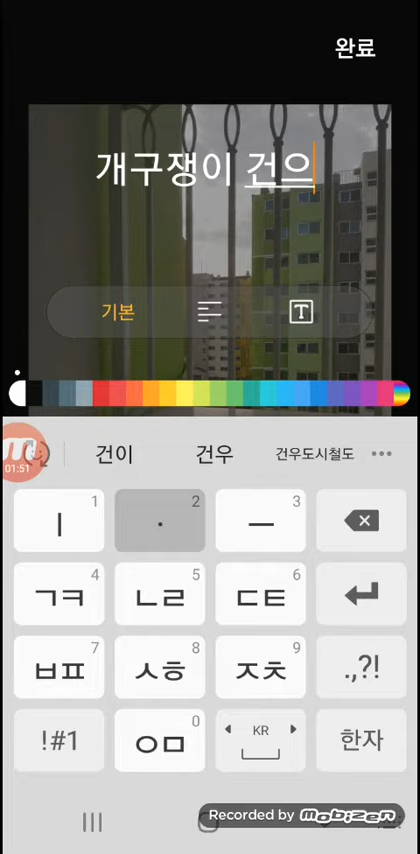 완료
개구쟁이 건으
기본
T
M
01:51
건이 건우 건우도시철도 •••
ㅣ 1 · 2 ㅡ 3
ㄱㅋ 4 ㄴㄹ 5 ㄷㅌ 6
ㅂㅍ 7 ㅅㅎ 8 ㅈㅊ 9 .,?!
!#1 ㅇㅁ 0 KR 한자
Recorded by MOBIZEN